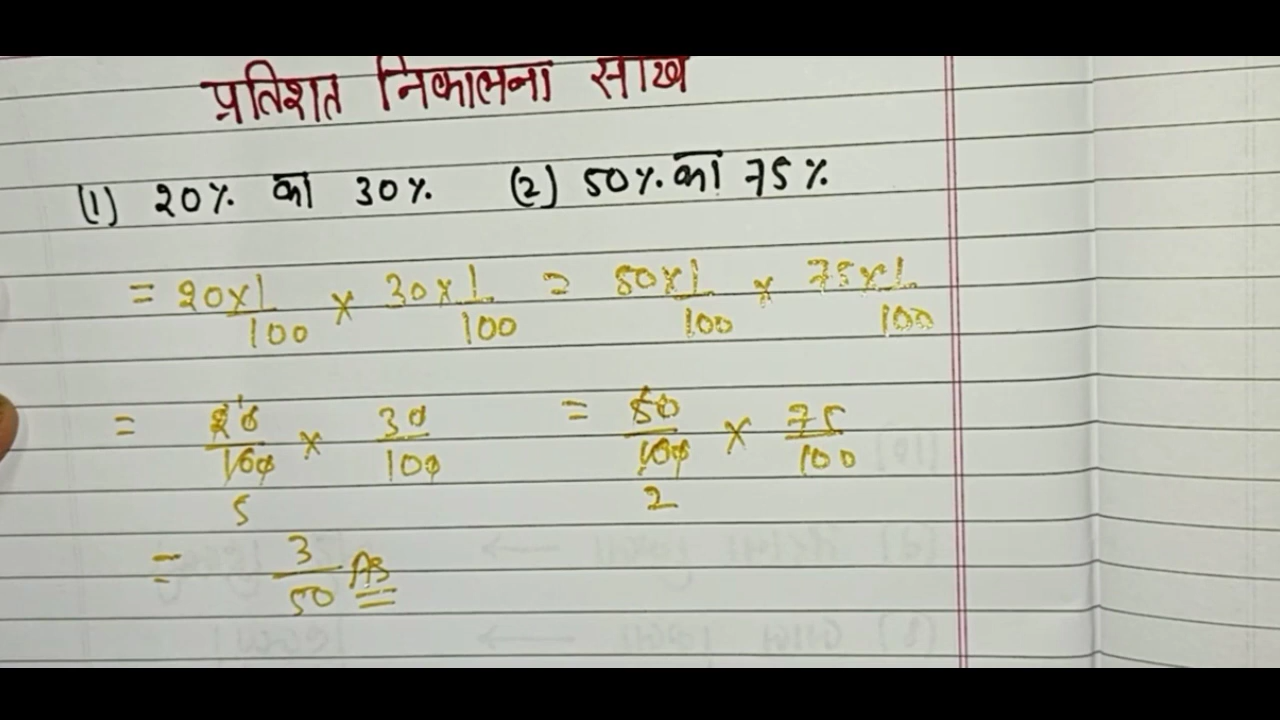 प्रतिशत निकालना साख
(1) 20% का 30% (2) 50% का 75%
= 20×1/100 × 30×1/100 = 50×1/100 × 75×1/100
= 20/100 × 30/100 = 50/100 × 75/100
5 2
= 3/50 As